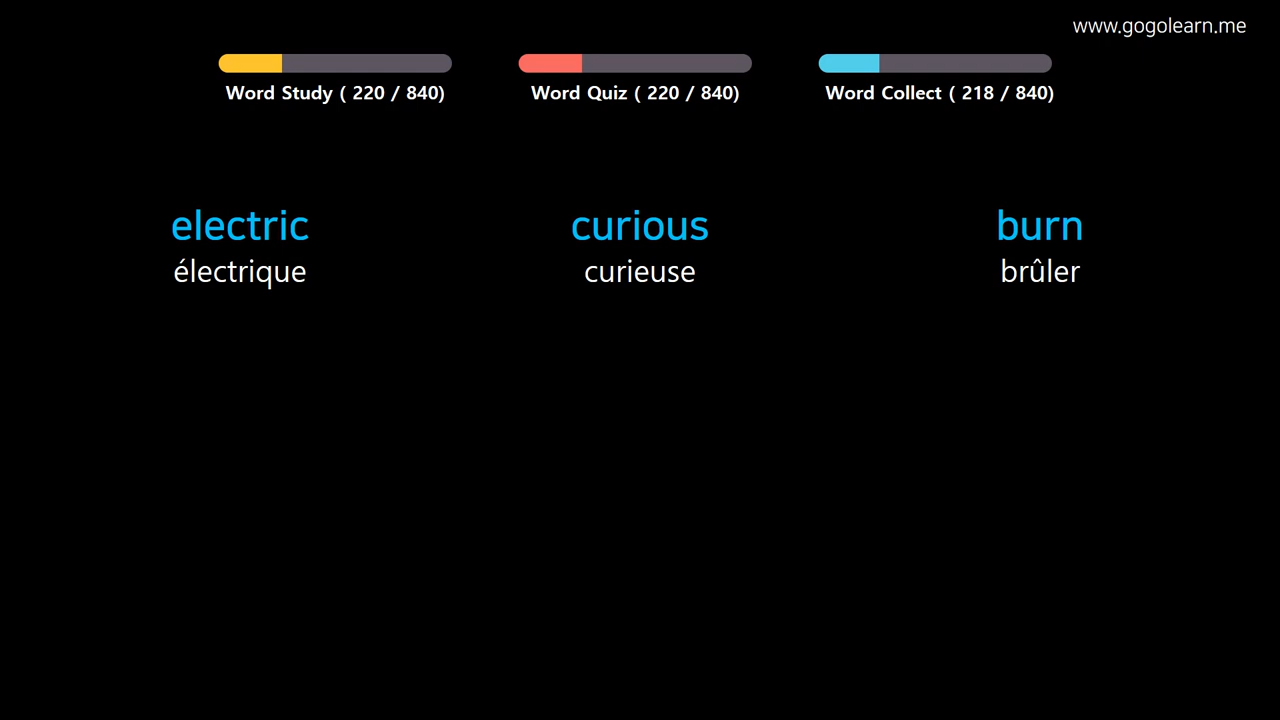 www.gogolearn.me
Word Study ( 220 / 840)
Word Quiz ( 220 / 840)
Word Collect ( 218 / 840)
electric
électrique
curious
curieuse
burn
brûler